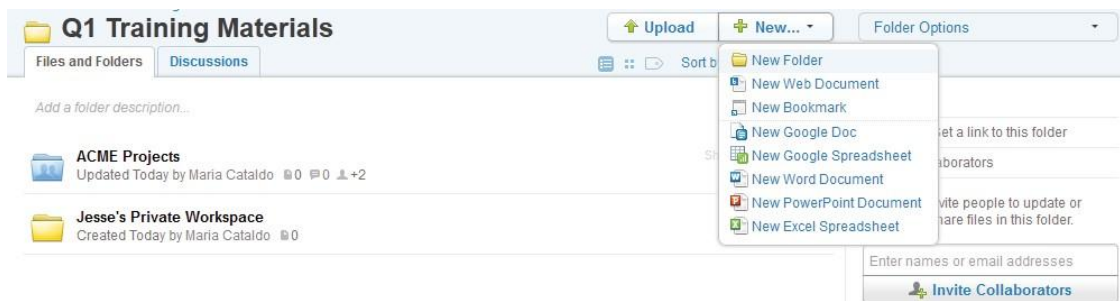 Q1 Training Materials
Upload
New...
Folder Options
Files and Folders
Discussions
Sort b
New Folder
New Web Document
New Bookmark
New Google Doc
New Google Spreadsheet
New Word Document
New PowerPoint Document
New Excel Spreadsheet
Add a folder description...
ACME Projects
Updated Today by Maria Cataldo 0 0 +2
Sh
Jesse's Private Workspace
Created Today by Maria Cataldo 0
et a link to this folder
aborators
vite people to update or
hare files in this folder.
Enter names or email addresses
Invite Collaborators